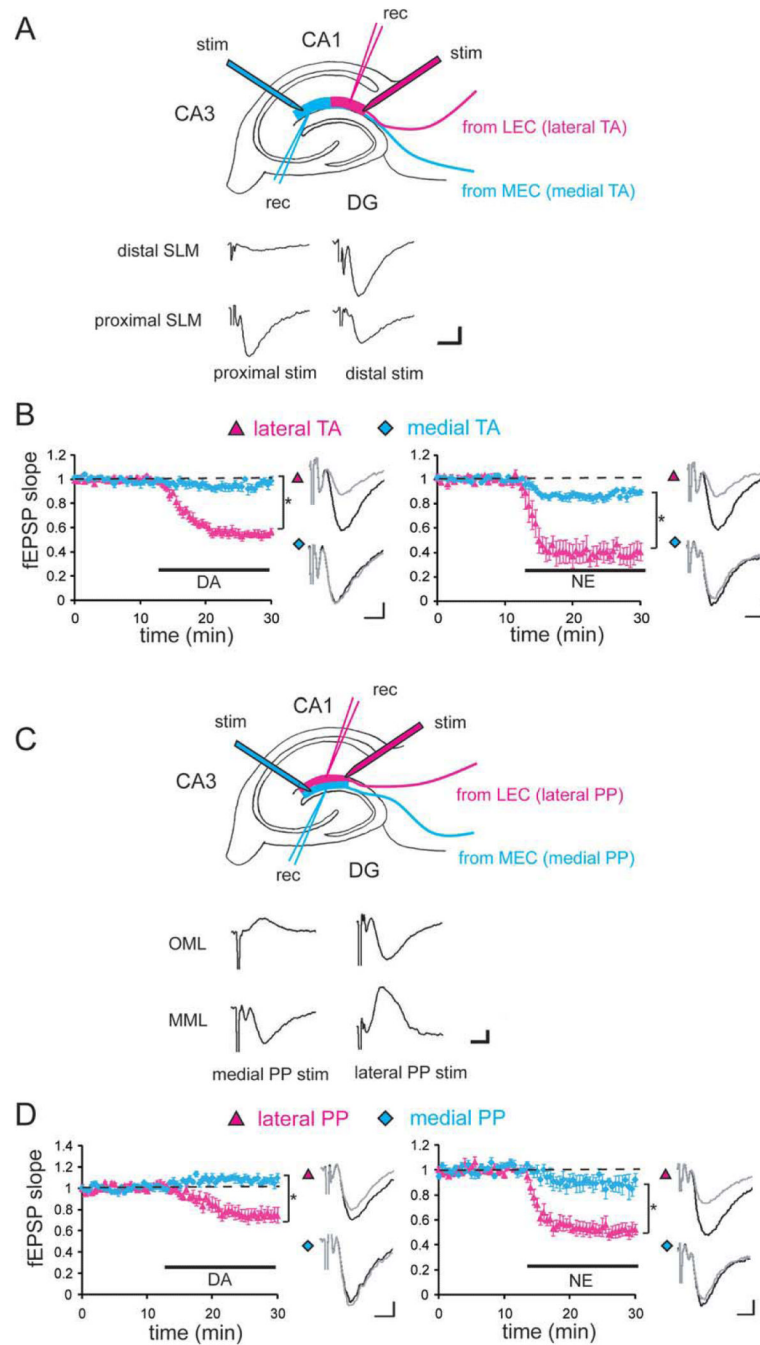 A
rec
CA1
stim
stim
CA3
from LEC (lateral TA)
from MEC (medial TA)
rec
DG
distal SLM
proximal SLM
proximal stim
distal stim
B
lateral TA
medial TA
fEPSP slope
1.2
1
0.8
0.6
0.4
0.2
0
*
DA
0 10 20 30
time (min)
1.2
1
0.8
0.6
0.4
0.2
0
*
NE
0 10 20 30
time (min)
C
rec
CA1
stim
stim
CA3
from LEC (lateral PP)
from MEC (medial PP)
rec
DG
OML
MML
medial PP stim
lateral PP stim
D
lateral PP
medial PP
fEPSP slope
1.4
1.2
1
0.8
0.6
0.4
0.2
0
*
DA
0 10 20 30
time (min)
1.2
1
0.8
0.6
0.4
0.2
0
*
NE
0 10 20 30
time (min)